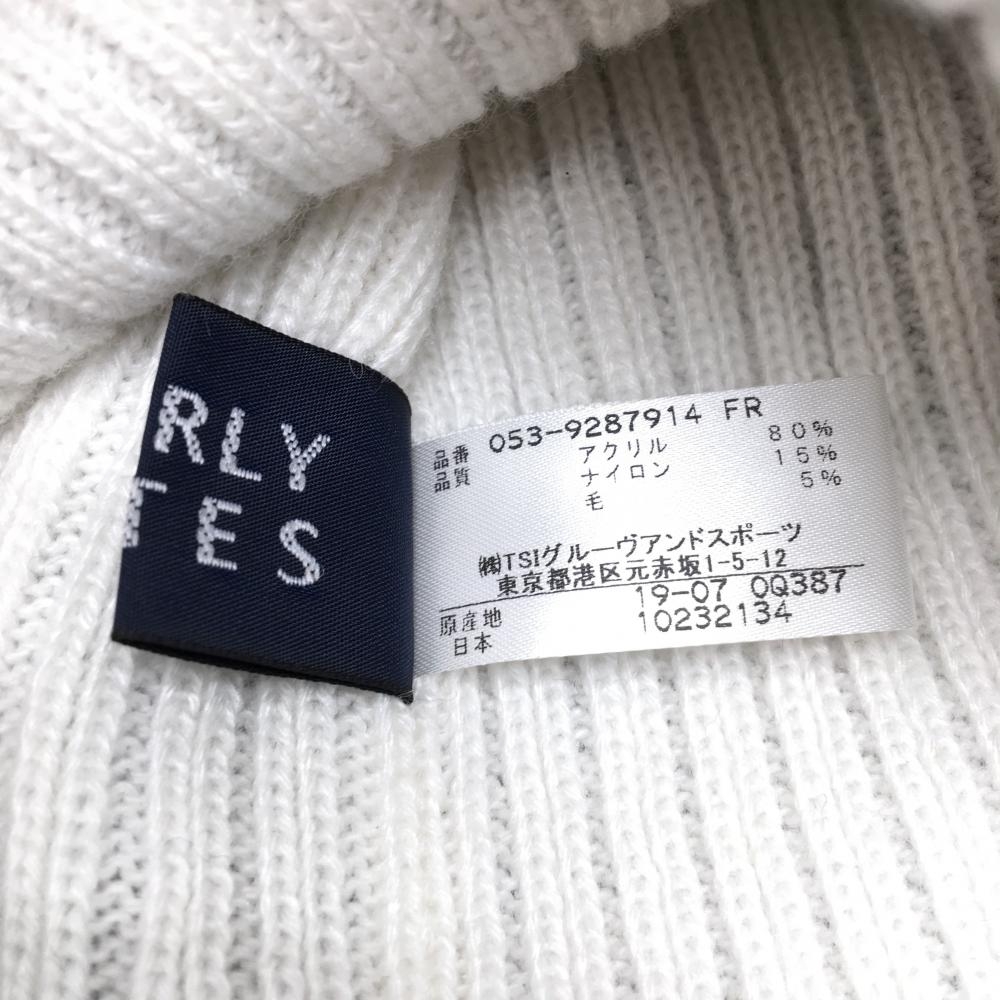 RLY
TES
品番 053-9287914 FR
品質 アクリル 80%
ナイロン 15%
毛 5%
㈱TSIグルーヴアンドスポーツ
東京都港区元赤坂1-5-12
19-07 0Q387
原産地 10232134
日本